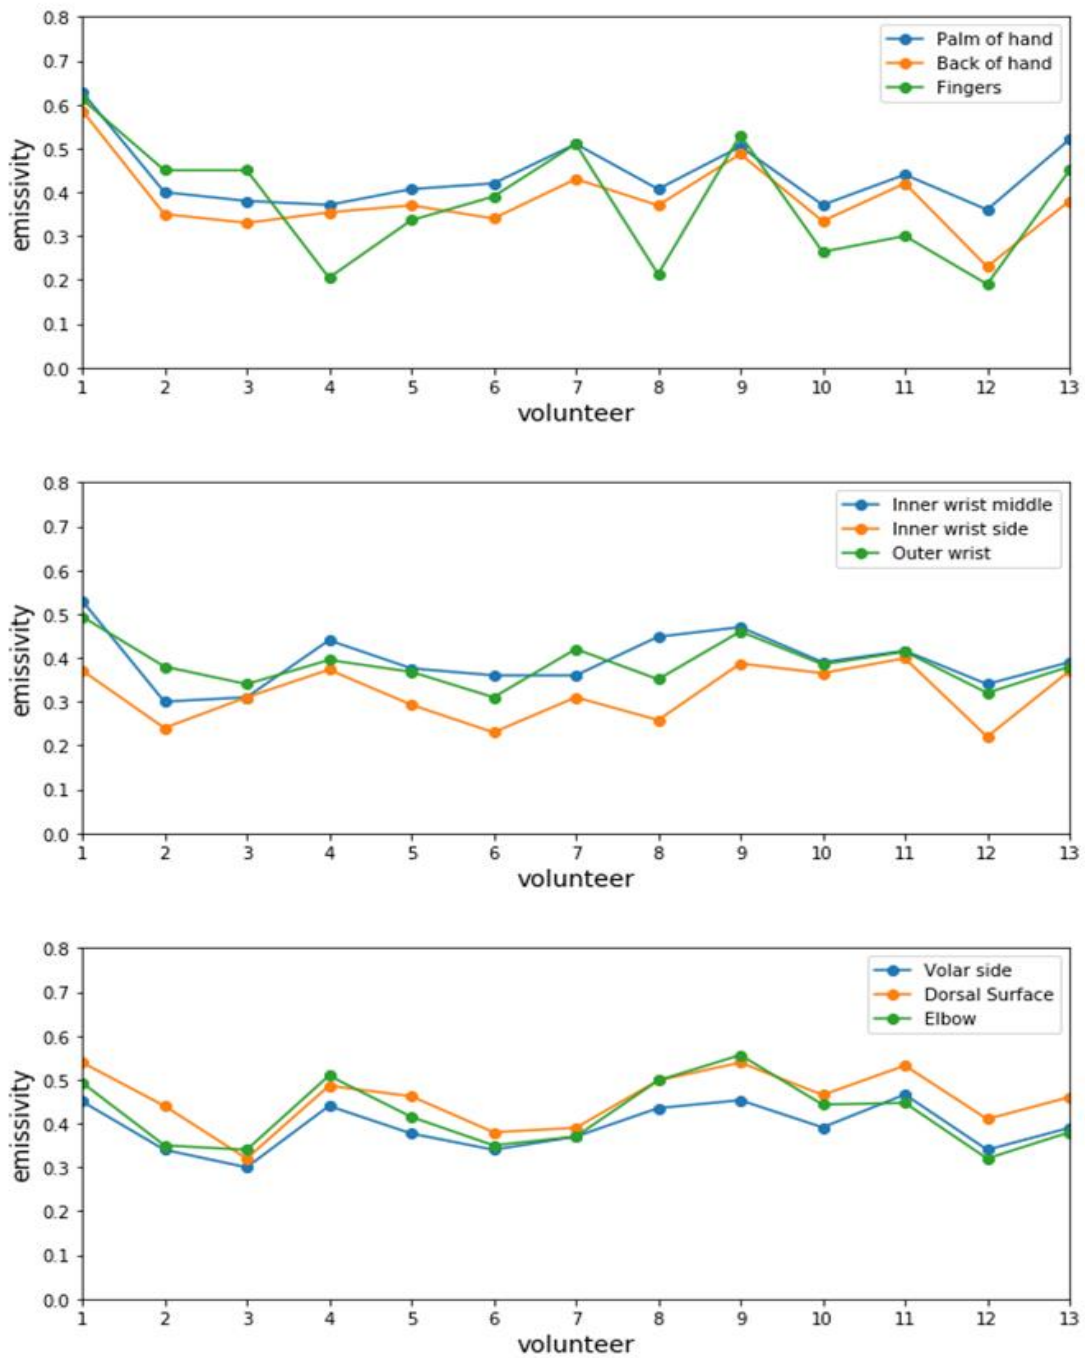 0.8
0.7
0.6
0.5
0.4
0.3
0.2
0.1
0.0
emissivity
Palm of hand
Back of hand
Fingers
1 2 3 4 5 6 7 8 9 10 11 12 13
volunteer
0.8
0.7
0.6
0.5
0.4
0.3
0.2
0.1
0.0
emissivity
Inner wrist middle
Inner wrist side
Outer wrist
1 2 3 4 5 6 7 8 9 10 11 12 13
volunteer
0.8
0.7
0.6
0.5
0.4
0.3
0.2
0.1
0.0
emissivity
Volar side
Dorsal Surface
Elbow
1 2 3 4 5 6 7 8 9 10 11 12 13
volunteer